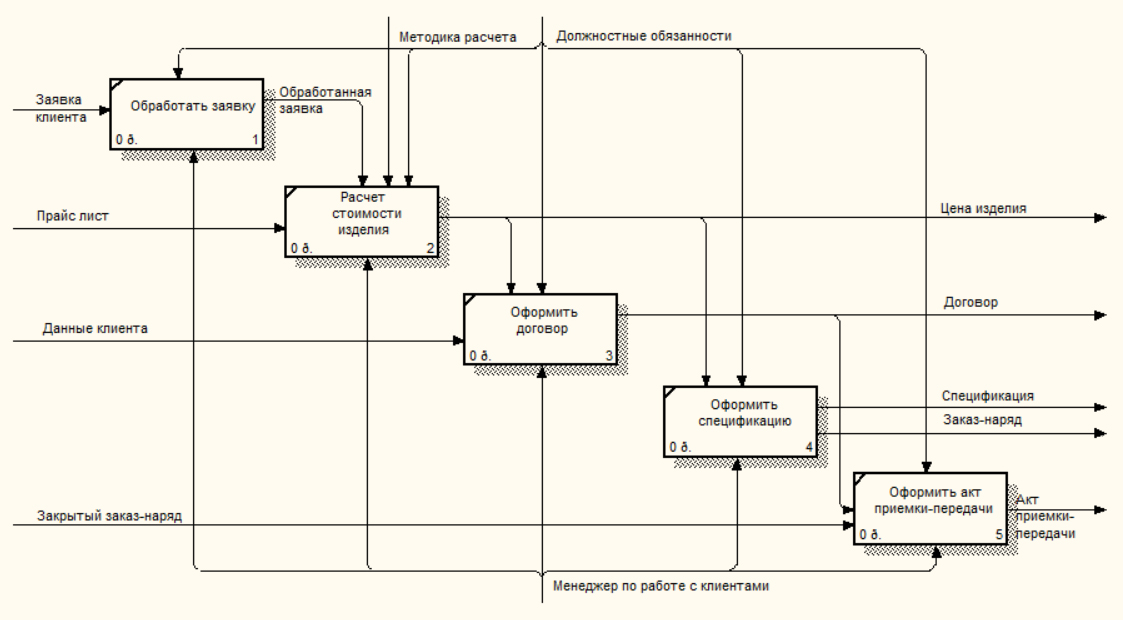 Методика расчета
Должностные обязанности
Заявка
клиента
Обработать заявку
0 ð.
1
Обработанная
заявка
Прайс лист
Расчет
стоимости
изделия
0 ð.
2
Цена изделия
Данные клиента
Оформить
договор
0 ð.
3
Договор
Оформить
спецификацию
0 ð.
4
Спецификация
Заказ-наряд
Закрытый заказ-наряд
Оформить акт
приемки-передачи
0 ð.
5
Акт
приемки-
передачи
Менеджер по работе с клиентами